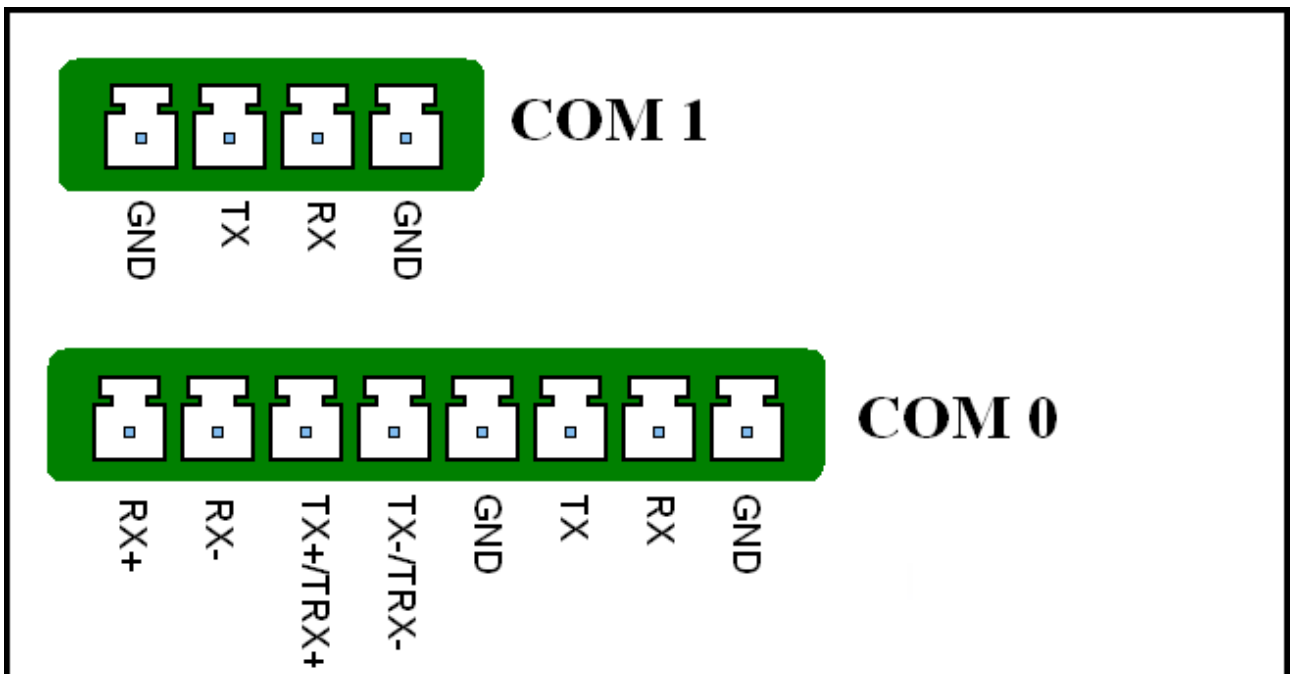 COM 1
GND
TX
RX
GND
COM 0
RX+
RX-
TX+/TRX+
TX-/TRX-
GND
TX
RX
GND